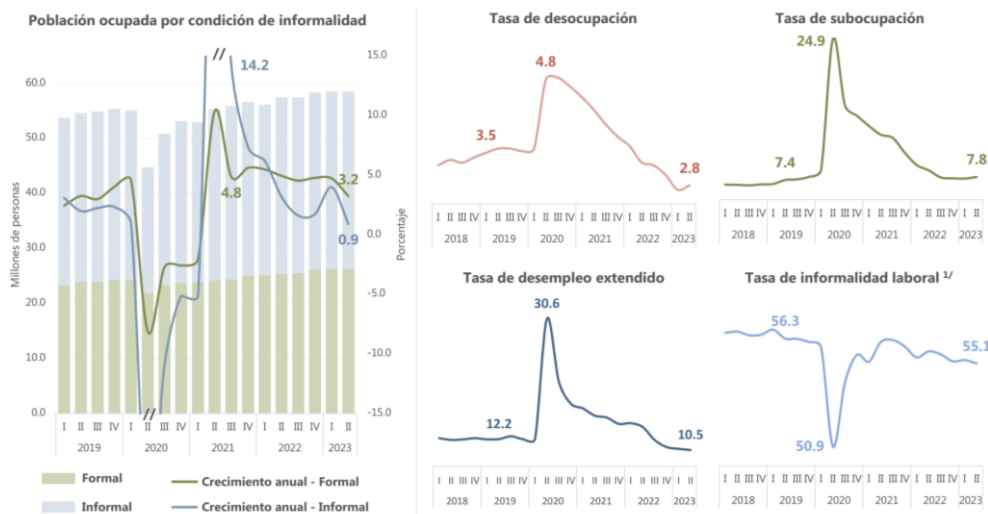 Población ocupada por condición de informalidad
Millones de personas
60.0
50.0
40.0
30.0
20.0
10.0
0.0
15.0
10.0
5.0
0.0
-5.0
-10.0
-15.0
Porcentaje
14.2
4.8
3.2
0.9
I II III IV I II III IV I II III IV I II III IV I II
2019 2020 2021 2022 2023
Formal
Crecimiento anual - Formal
Informal
Crecimiento anual - Informal
Tasa de desocupación
4.8
3.5
2.8
I II III IV I II III IV I II III IV I II III IV I II III IV I II
2018 2019 2020 2021 2022 2023
Tasa de subocupación
24.9
7.4
7.8
I II III IV I II III IV I II III IV I II III IV I II III IV I II
2018 2019 2020 2021 2022 2023
Tasa de desempleo extendido
30.6
12.2
10.5
I II III IV I II III IV I II III IV I II III IV I II III IV I II
2018 2019 2020 2021 2022 2023
Tasa de informalidad laboral 1/
56.3
55.1
50.9
I II III IV I II III IV I II III IV I II III IV I II III IV I II
2018 2019 2020 2021 2022 2023